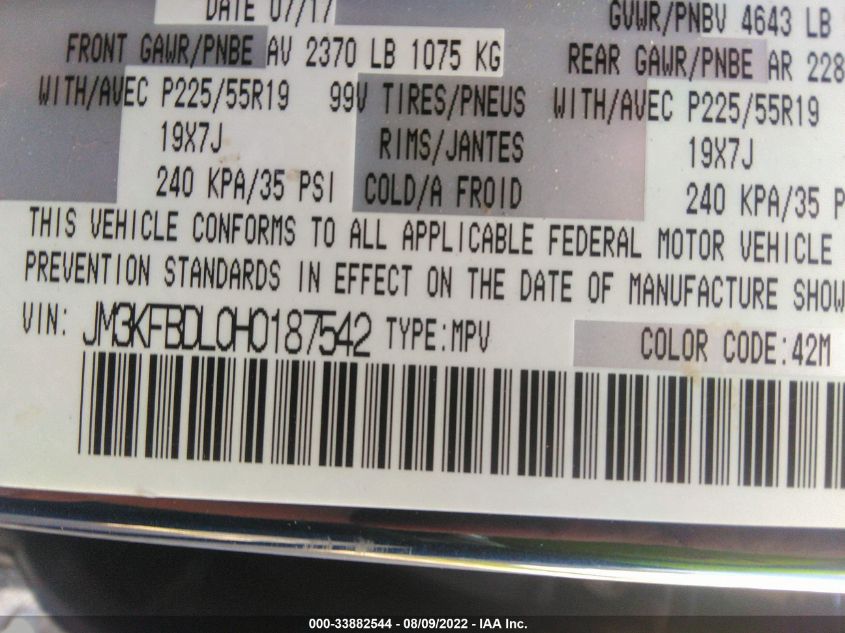 DATE 07/17
GVWR/PNBV 4643 LB
FRONT GAWR/PNBE AV 2370 LB 1075 KG
REAR GAWR/PNBE AR 228
WITH/AVEC P225/55R19 99V TIRES/PNEUS WITH/AVEC P225/55R19
19X7J RIMS/JANTES 19X7J
240 KPA/35 PSI COLD/A FROID 240 KPA/35 P
THIS VEHICLE CONFORMS TO ALL APPLICABLE FEDERAL MOTOR VEHICLE
PREVENTION STANDARDS IN EFFECT ON THE DATE OF MANUFACTURE SHOW
VIN: JM3KFBDL0H0187542 TYPE:MPV COLOR CODE:42M
000-33882544 - 08/09/2022 - IAA Inc.